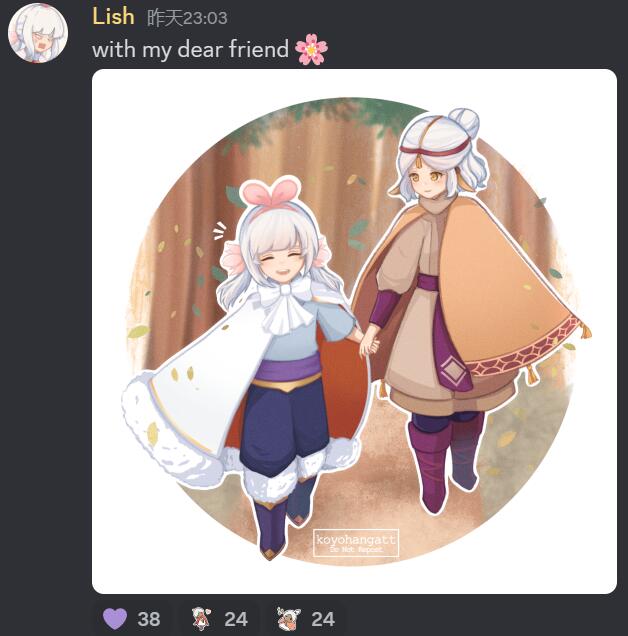 Lish 昨天23:03
with my dear friend
koyohangatt
Do Not Repost
38 24 24